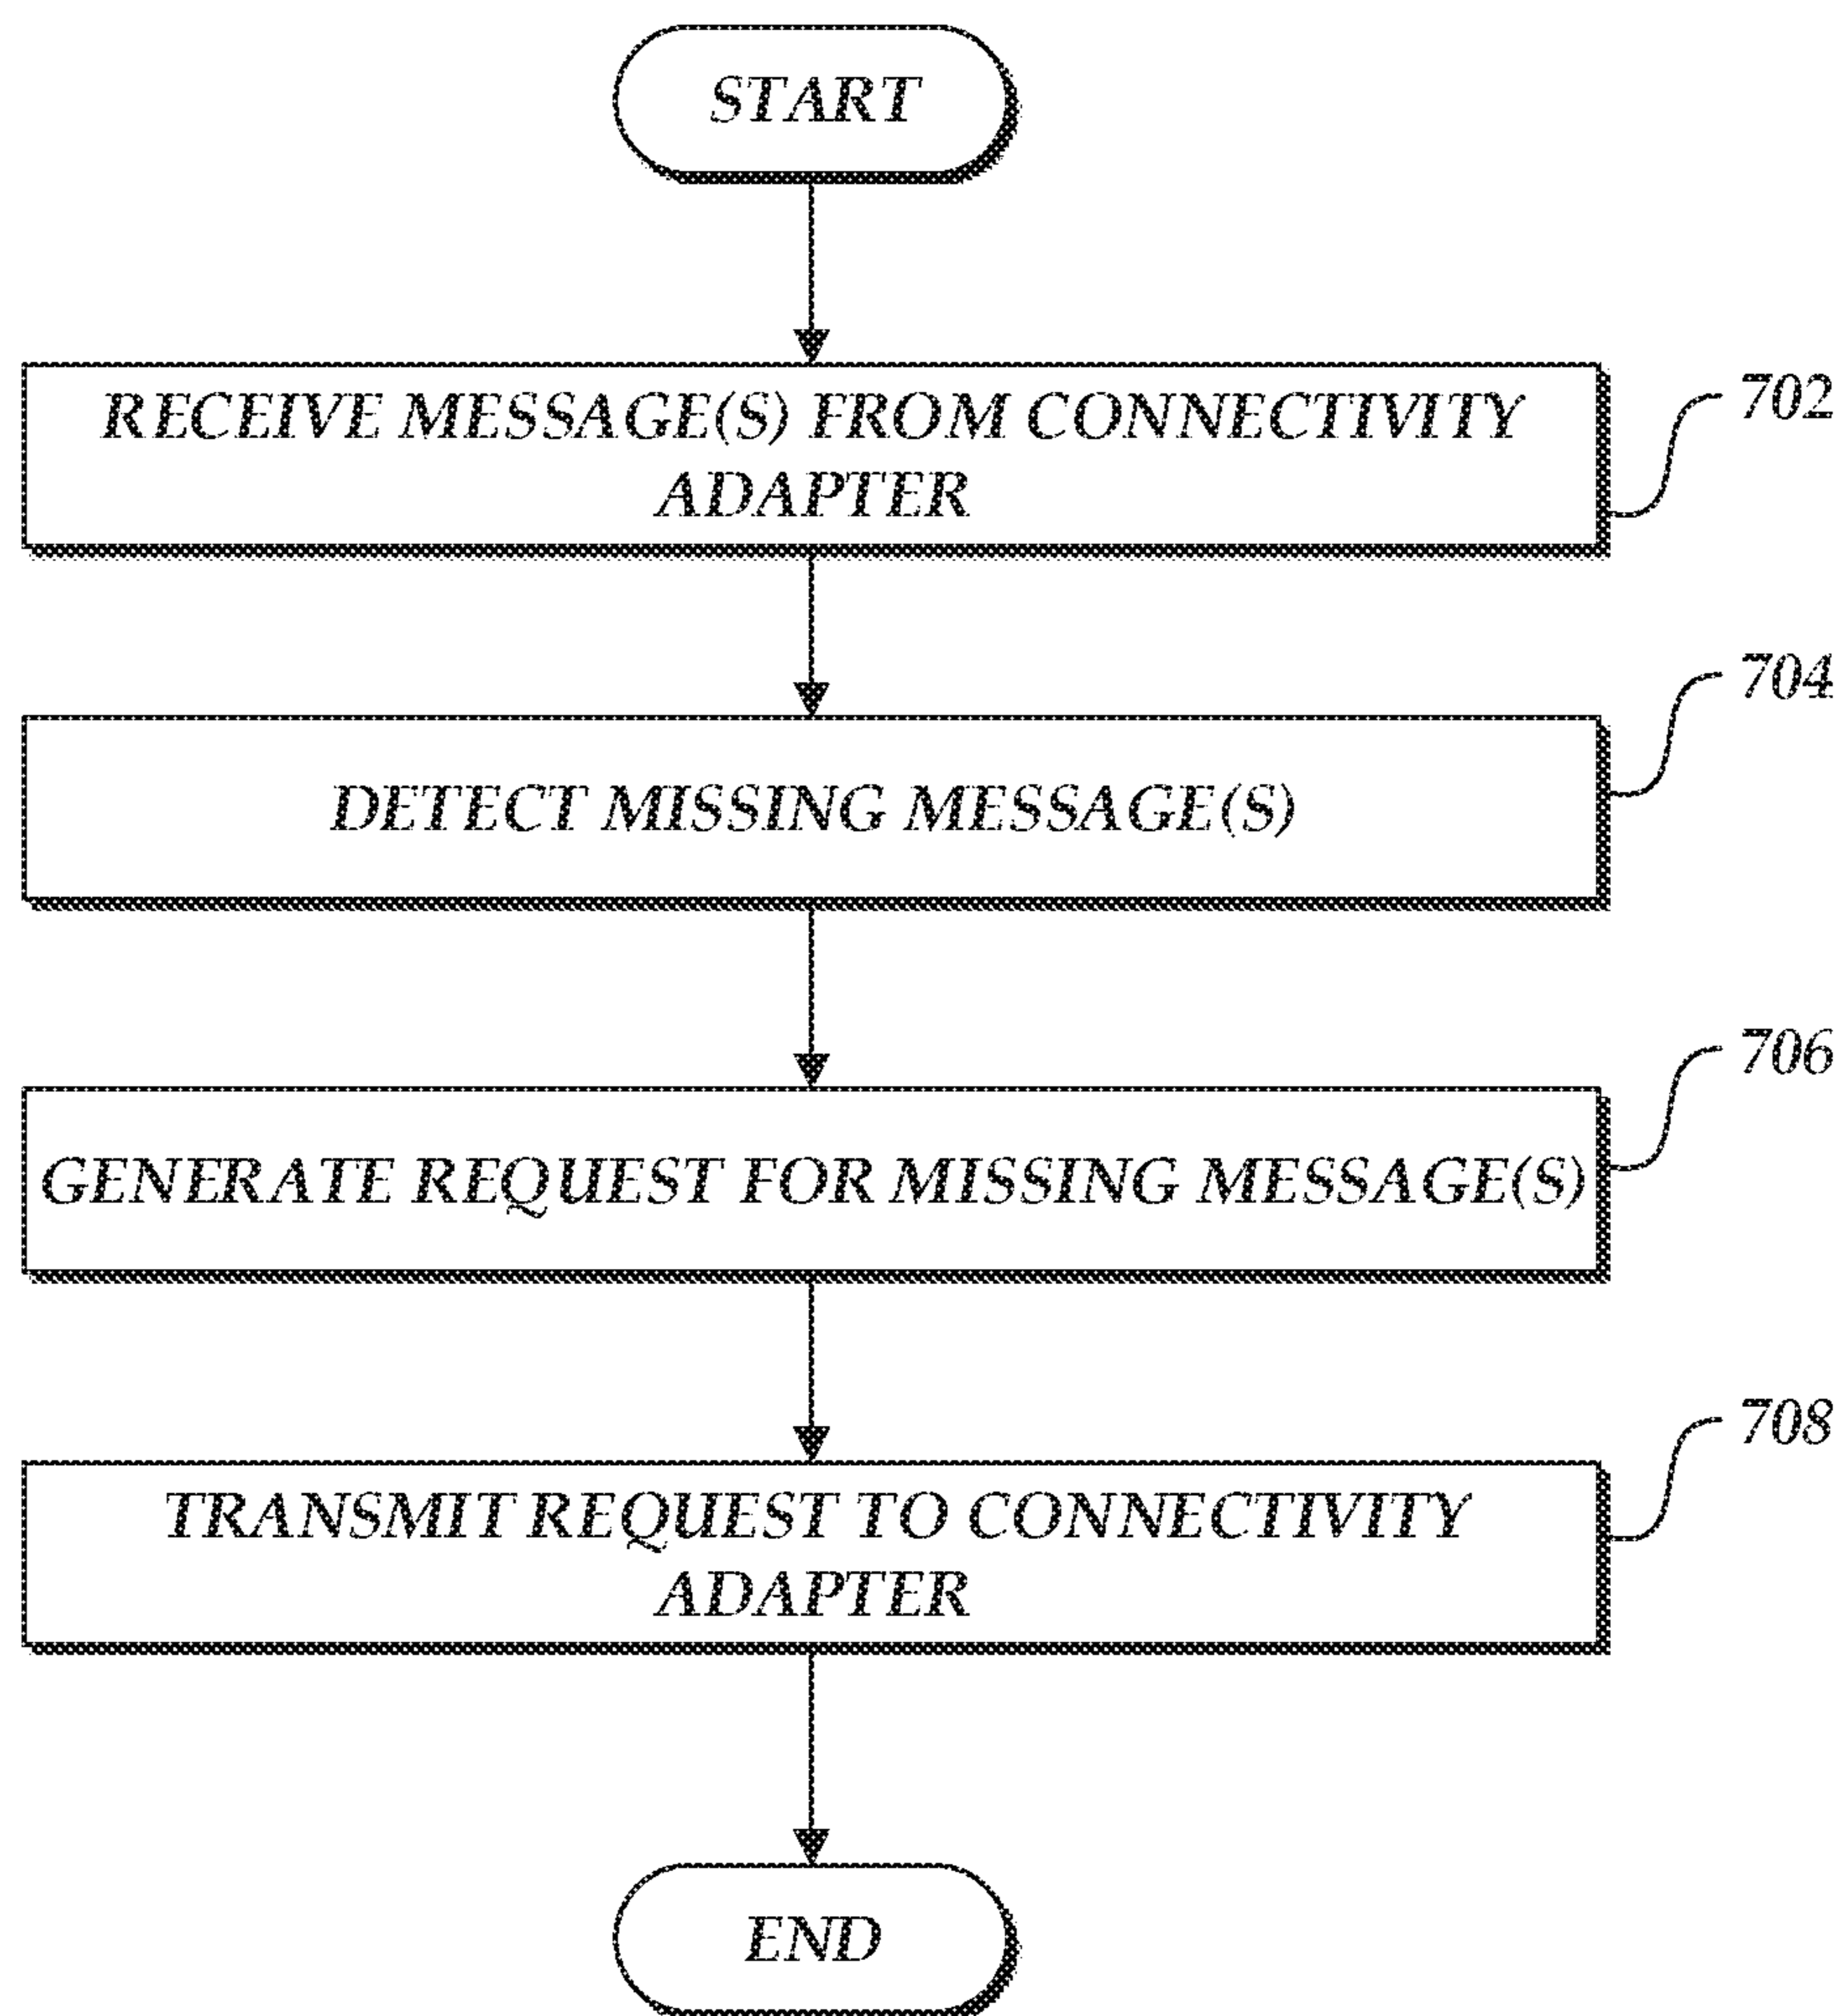 START
RECEIVE MESSAGE(S) FROM CONNECTIVITY
ADAPTER
702
DETECT MISSING MESSAGE(S)
704
GENERATE REQUEST FOR MISSING MESSAGE(S)
706
TRANSMIT REQUEST TO CONNECTIVITY
ADAPTER
708
END